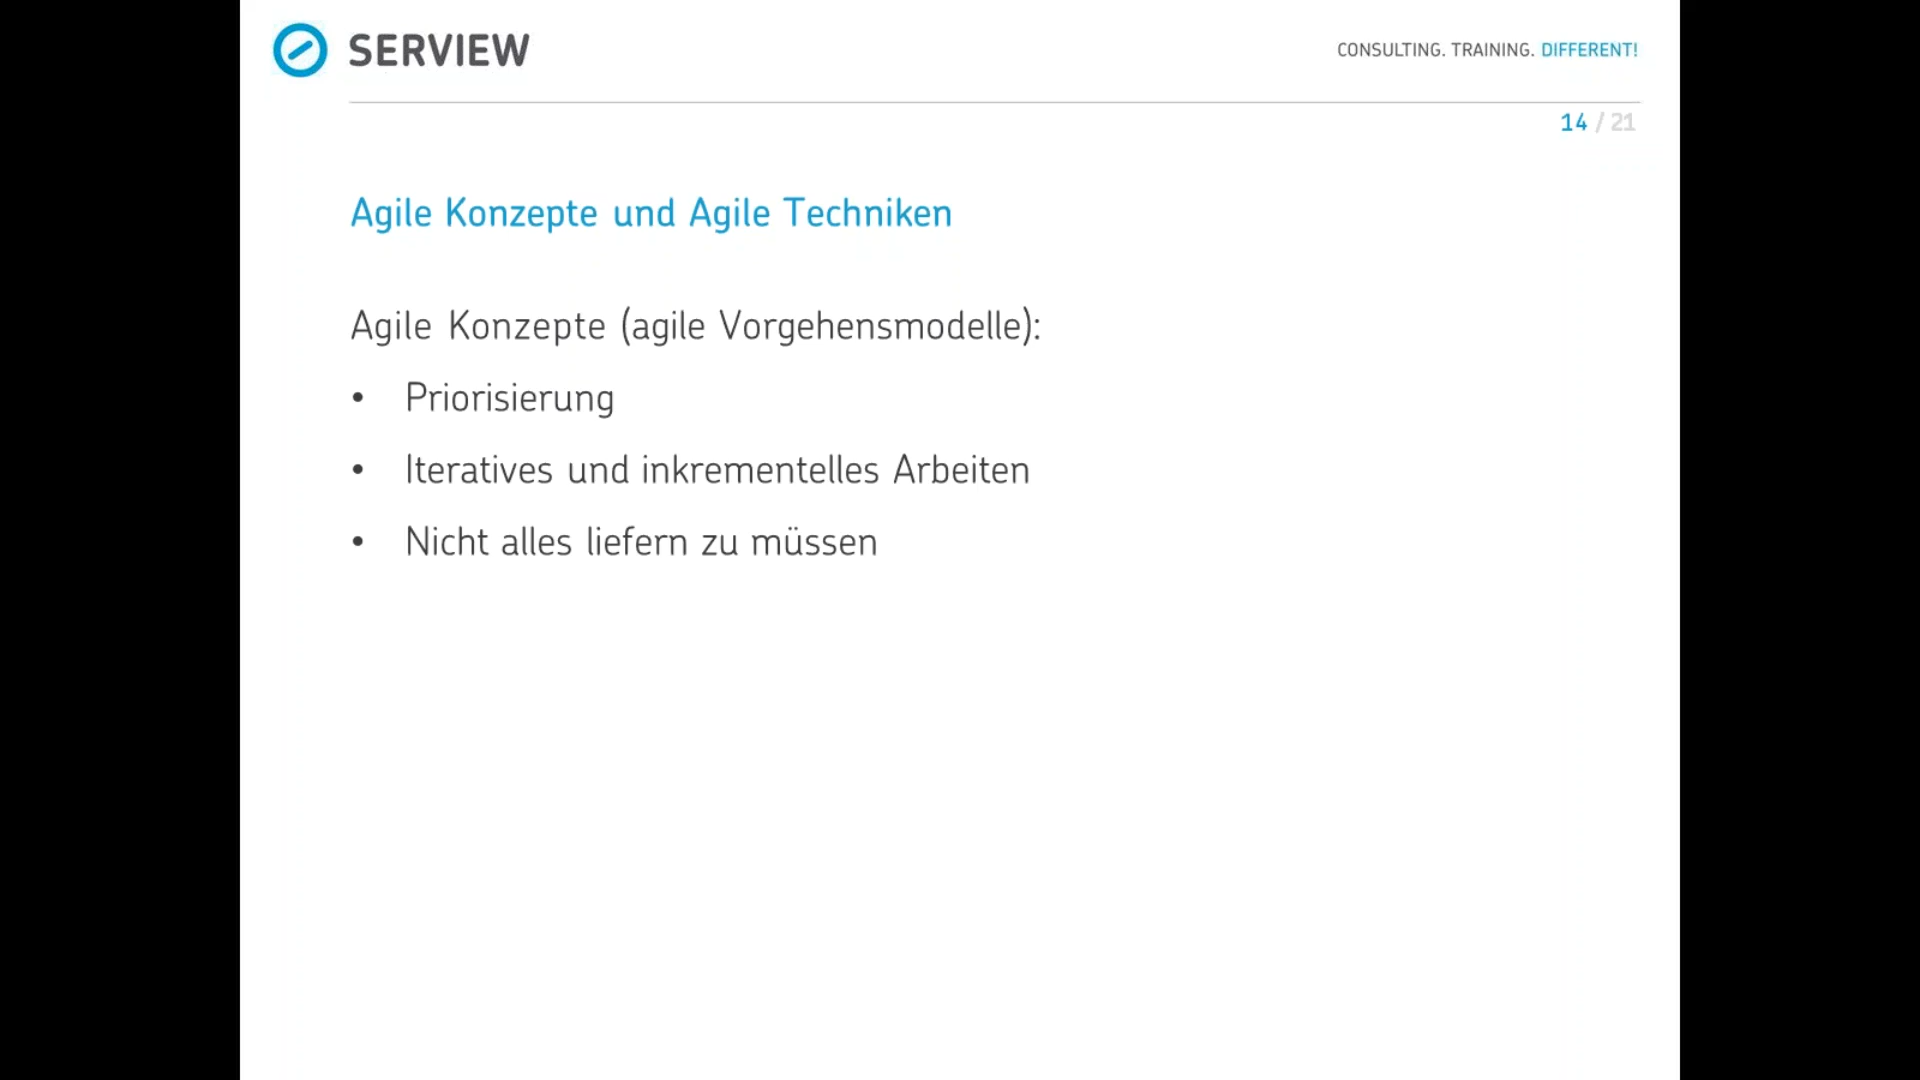 SERVIEW
CONSULTING. TRAINING. DIFFERENT!
14 / 21
Agile Konzepte und Agile Techniken
Agile Konzepte (agile Vorgehensmodelle):
• Priorisierung
• Iteratives und inkrementelles Arbeiten
• Nicht alles liefern zu müssen